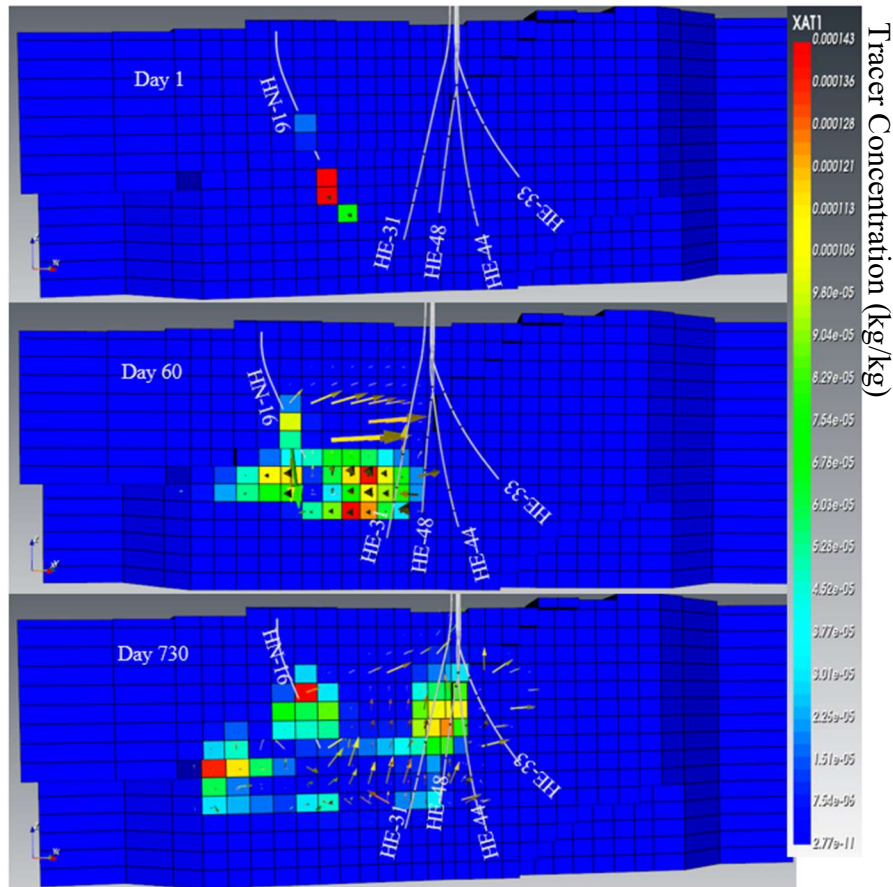 XAT1
0.000143
0.000136
0.000128
0.000121
0.000113
0.000106
9.80e-05
9.04e-05
8.29e-05
7.54e-05
6.78e-05
6.03e-05
5.28e-05
4.52e-05
3.77e-05
3.01e-05
2.26e-05
1.51e-05
7.54e-06
2.77e-11
Tracer Concentration (kg/kg)
Day 1
HN-16
HE-31
HE-48
HE-44
HE-33
Day 60
HN-16
HE-31
HE-48
HE-44
HE-33
Day 730
HN-16
HE-31
HE-48
HE-44
HE-33